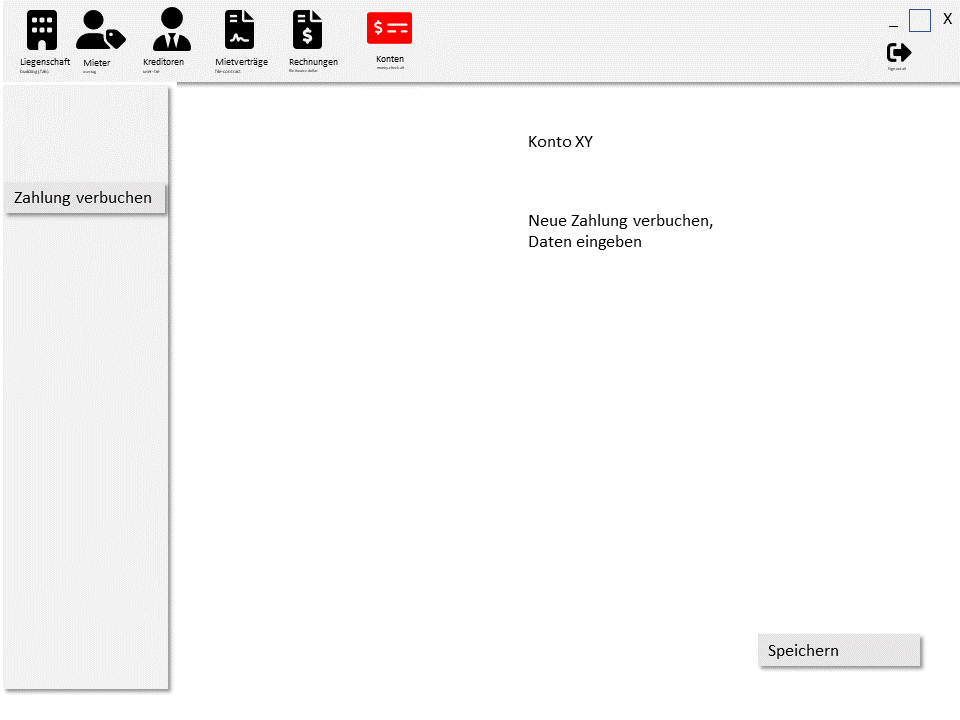 _ X
Liegenschaft Mieter Kreditoren Mietverträge Rechnungen Konten
building (fas) user-tag user-tie file-contract file-invoice-dollar money-check-alt
Sign-out-alt
Konto XY
Zahlung verbuchen
Neue Zahlung verbuchen,
Daten eingeben
Speichern